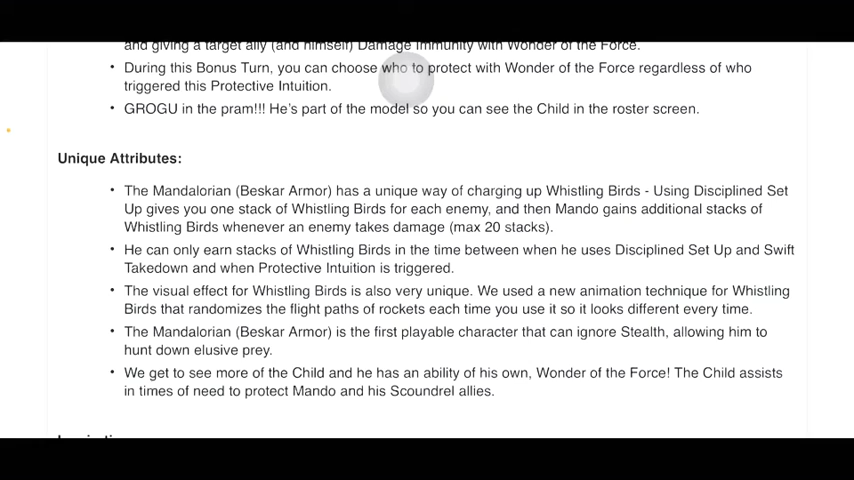 and giving a target ally (and himself) Damage Immunity with Wonder of the Force.
• During this Bonus Turn, you can choose who to protect with Wonder of the Force regardless of who
triggered this Protective Intuition.
• GROGU in the pram!!! He's part of the model so you can see the Child in the roster screen.
Unique Attributes:
• The Mandalorian (Beskar Armor) has a unique way of charging up Whistling Birds - Using Disciplined Set
Up gives you one stack of Whistling Birds for each enemy, and then Mando gains additional stacks of
Whistling Birds whenever an enemy takes damage (max 20 stacks).
• He can only earn stacks of Whistling Birds in the time between when he uses Disciplined Set Up and Swift
Takedown and when Protective Intuition is triggered.
• The visual effect for Whistling Birds is also very unique. We used a new animation technique for Whistling
Birds that randomizes the flight paths of rockets each time you use it so it looks different every time.
• The Mandalorian (Beskar Armor) is the first playable character that can ignore Stealth, allowing him to
hunt down elusive prey.
• We get to see more of the Child and he has an ability of his own, Wonder of the Force! The Child assists
in times of need to protect Mando and his Scoundrel allies.